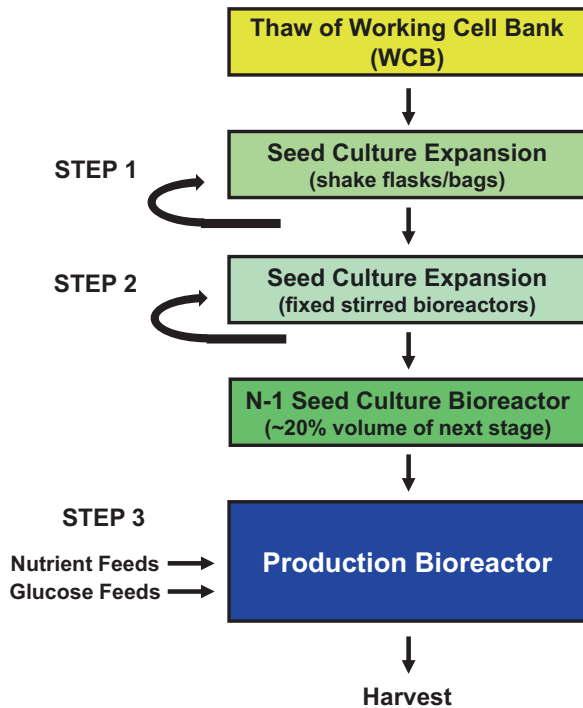 Thaw of Working Cell Bank
(WCB)
STEP 1
Seed Culture Expansion
(shake flasks/bags)
STEP 2
Seed Culture Expansion
(fixed stirred bioreactors)
N-1 Seed Culture Bioreactor
(~20% volume of next stage)
STEP 3
Nutrient Feeds
Glucose Feeds
Production Bioreactor
Harvest